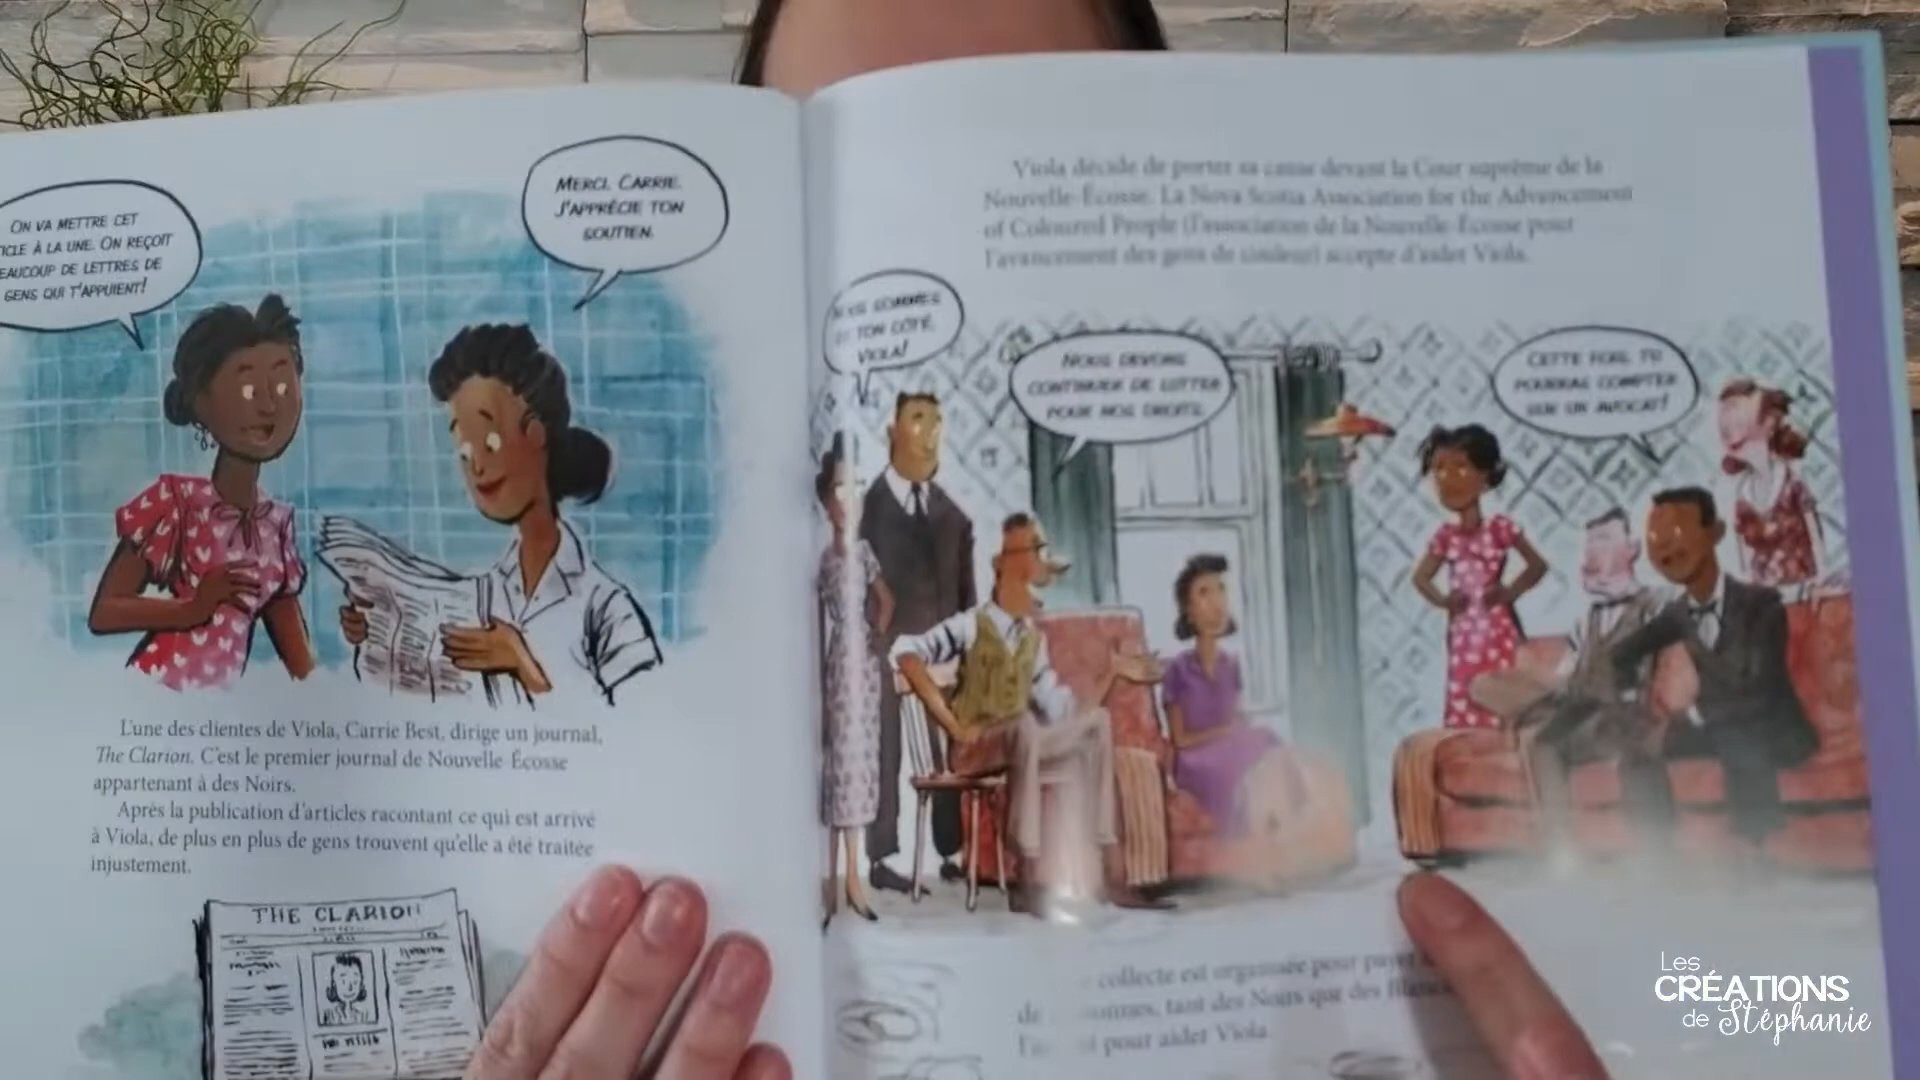 ON VA METTRE CET
ICLE À LA UNE. ON REÇOIT
EAUCOUP DE LETTRES DE
GENS QUI T'APPUIENT!
MERCI, CARRIE.
J'APPRÉCIE TON
SOUTIEN.
L'une des clientes de Viola, Carrie Best, dirige un journal,
The Clarion. C'est le premier journal de Nouvelle-Écosse
appartenant à des Noirs.
Après la publication d'articles racontant ce qui est arrivé
à Viola, de plus en plus de gens trouvent qu'elle a été traitée
injustement.
THE CLARION
Viola décide de porter sa cause devant la Cour suprême de la
Nouvelle-Écosse. La Nova Scotia Association for the Advancement
of Coloured People (l'association de la Nouvelle-Écosse pour
l'avancement des gens de couleur) accepte d'aider Viola.
NOUS SOMMES
DE TON CÔTÉ,
VIOLA!
NOUS DEVONS
CONTINUER DE LUTTER
POUR NOS DROITS.
CETTE FOIS, TU
POURRAS COMPTER
SUR UN AVOCAT!
collecte est organisée pour payer
de tant des Noirs que des Blancs
pour aider Viola.
Les
CRÉATIONS
de Stéphanie